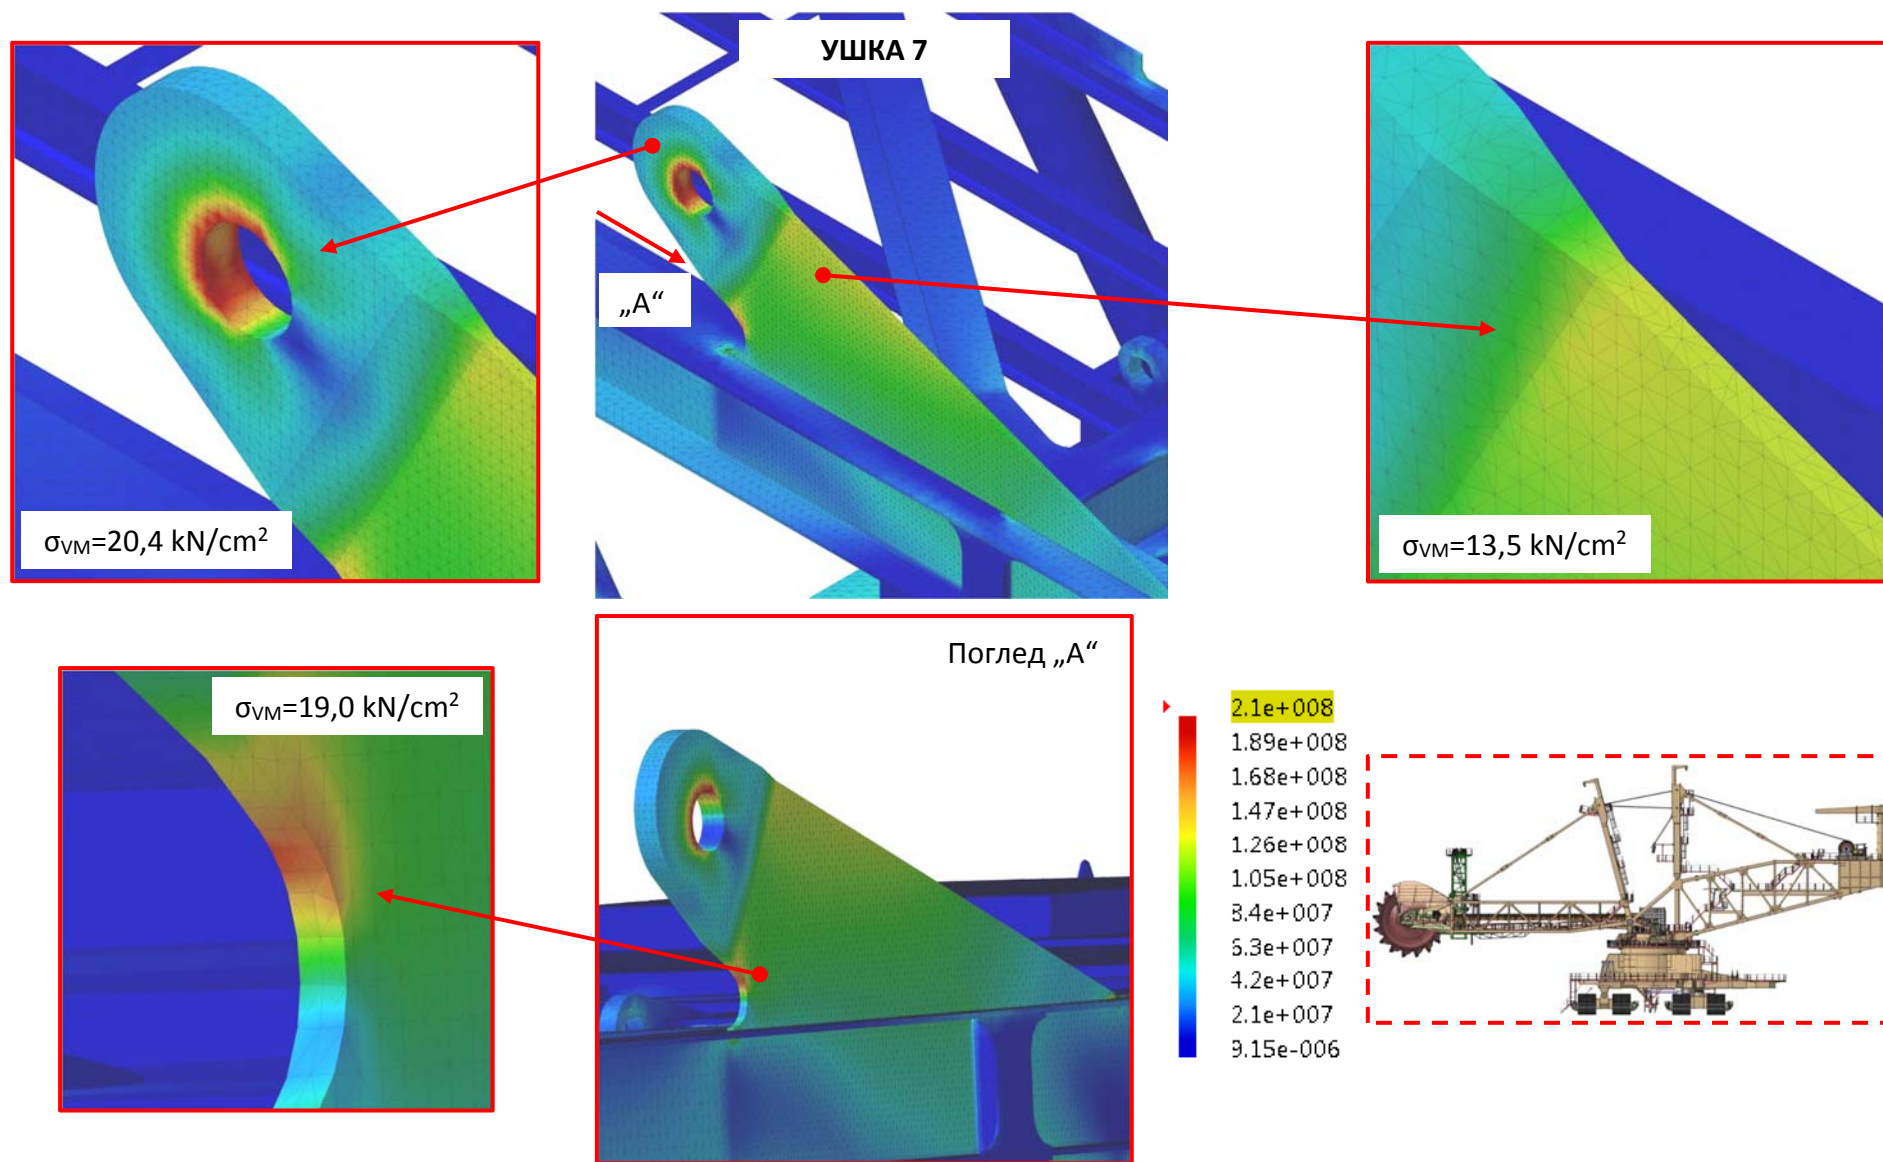 УШКА 7
„А“
σVM=20,4 kN/cm²
σVM=13,5 kN/cm²
σVM=19,0 kN/cm²
Поглед „А“
2.1e+008
1.89e+008
1.68e+008
1.47e+008
1.26e+008
1.05e+008
8.4e+007
6.3e+007
4.2e+007
2.1e+007
9.15e-006